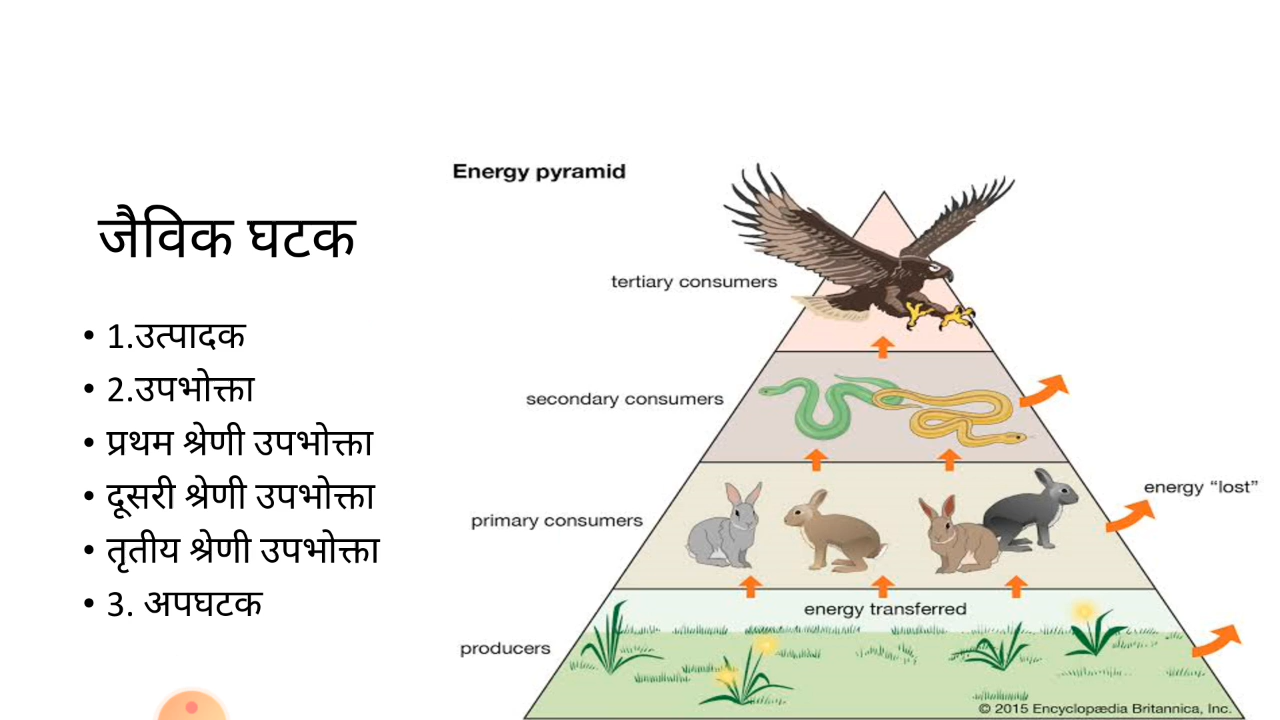 जैविक घटक
• 1.उत्पादक
• 2.उपभोक्ता
• प्रथम श्रेणी उपभोक्ता
• दूसरी श्रेणी उपभोक्ता
• तृतीय श्रेणी उपभोक्ता
• 3. अपघटक
Energy pyramid
tertiary consumers
secondary consumers
energy “lost”
primary consumers
energy transferred
producers
© 2015 Encyclopædia Britannica, Inc.